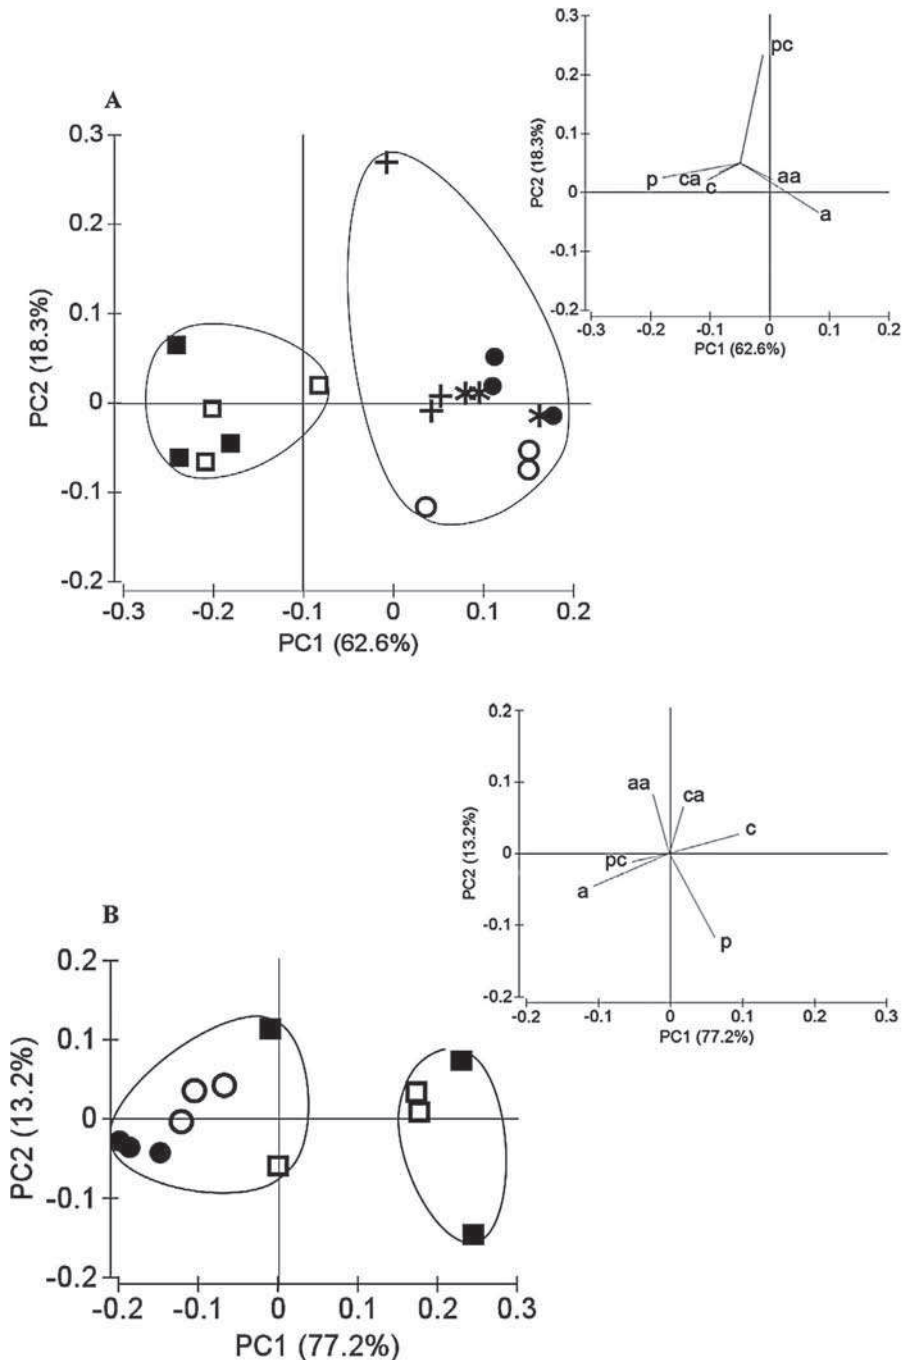 A
0.3
0.2
0.1
0
-0.1
-0.2
PC2 (18.3%)
-0.3 -0.2 -0.1 0 0.1 0.2
PC1 (62.6%)
0.3
0.2
0.1
0
-0.1
-0.2
PC2 (18.3%)
pc
p
ca
c
aa
a
-0.3 -0.2 -0.1 0 0.1 0.2
PC1 (62.6%)
0.2
0.1
0
-0.1
-0.2
PC2 (13.2%)
aa
ca
c
pc
a
p
-0.2 -0.1 0 0.1 0.2 0.3
PC1 (77.2%)
B
0.2
0.1
0
-0.1
-0.2
PC2 (13.2%)
-0.2 -0.1 0 0.1 0.2 0.3
PC1 (77.2%)